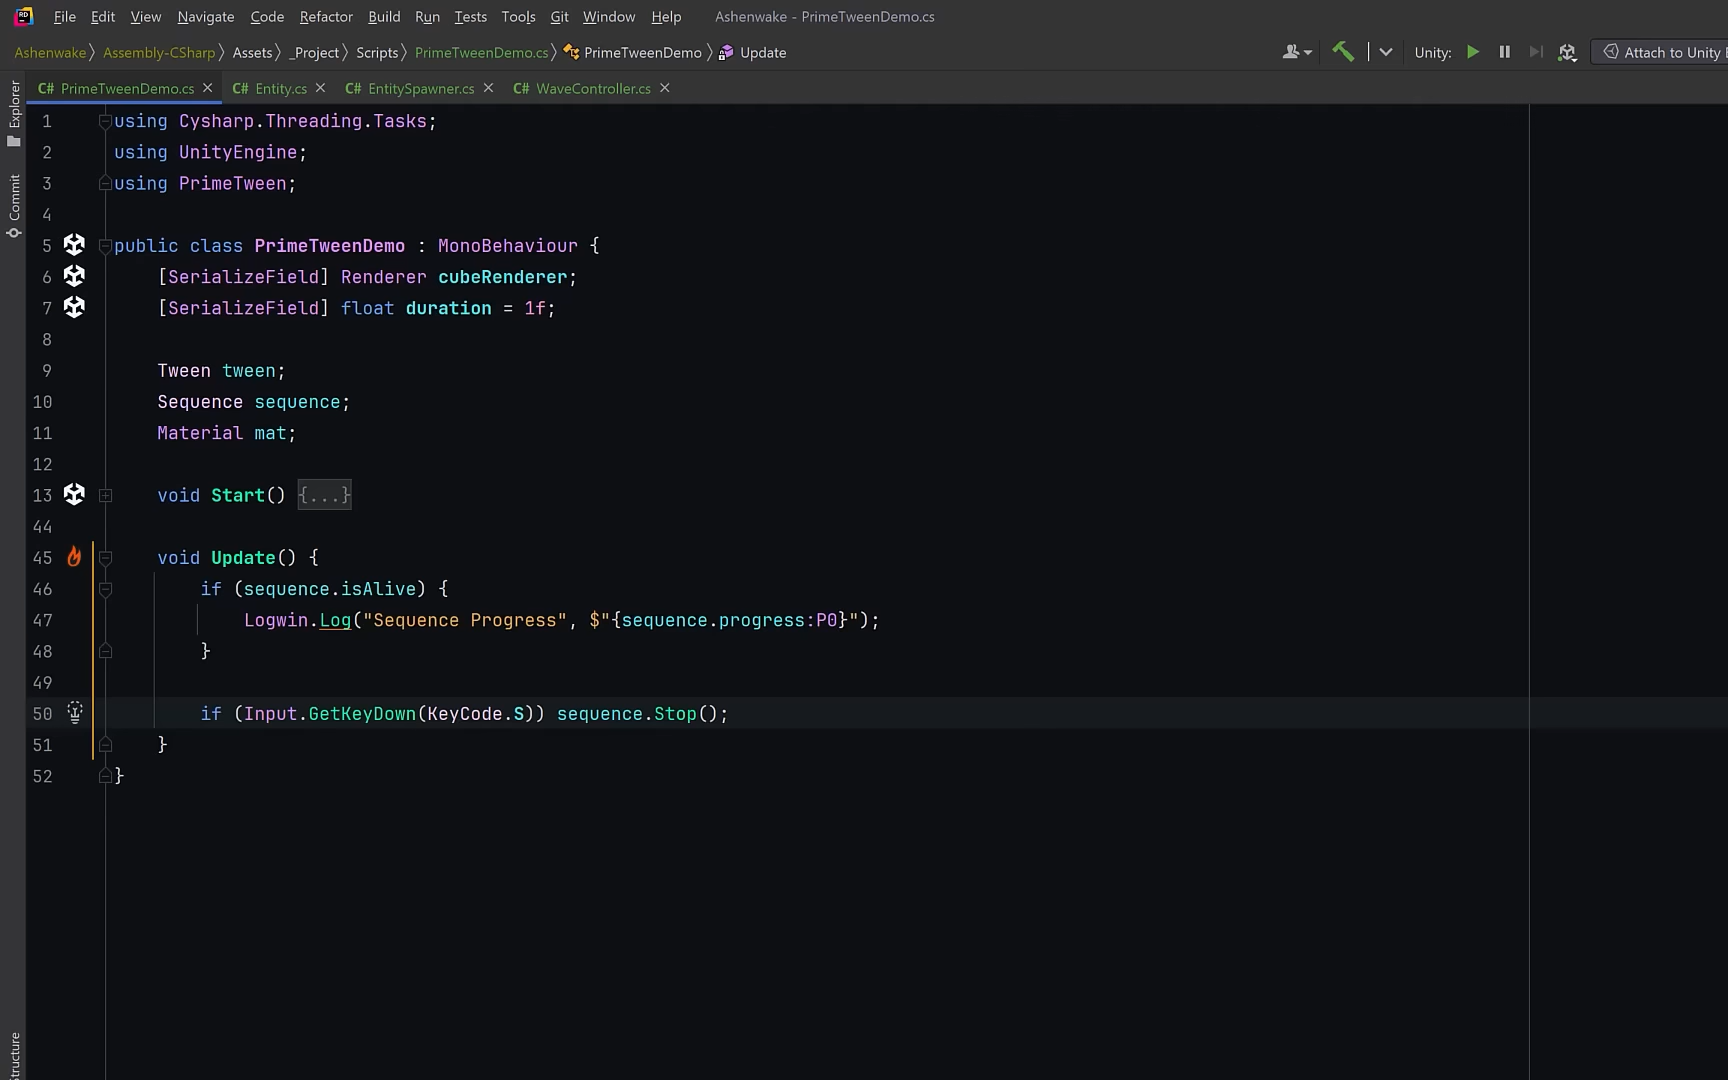 File Edit View Navigate Code Refactor Build Run Tests Tools Git Window Help Ashenwake - PrimeTweenDemo.cs
Ashenwake Assembly-CSharp Assets _Project Scripts PrimeTweenDemo.cs PrimeTweenDemo Update Unity: Attach to Unity
C# PrimeTweenDemo.cs C# Entity.cs C# EntitySpawner.cs C# WaveController.cs
Explorer
Commit
Structure
1 using Cysharp.Threading.Tasks;
2 using UnityEngine;
3 using PrimeTween;
4
5 public class PrimeTweenDemo : MonoBehaviour {
6 [SerializeField] Renderer cubeRenderer;
7 [SerializeField] float duration = 1f;
8
9 Tween tween;
10 Sequence sequence;
11 Material mat;
12
13 void Start() {...}
44
45 void Update() {
46 if (sequence.isAlive) {
47 Logwin.Log("Sequence Progress", $"{sequence.progress:P0}");
48 }
49
50 if (Input.GetKeyDown(KeyCode.S)) sequence.Stop();
51 }
52 }